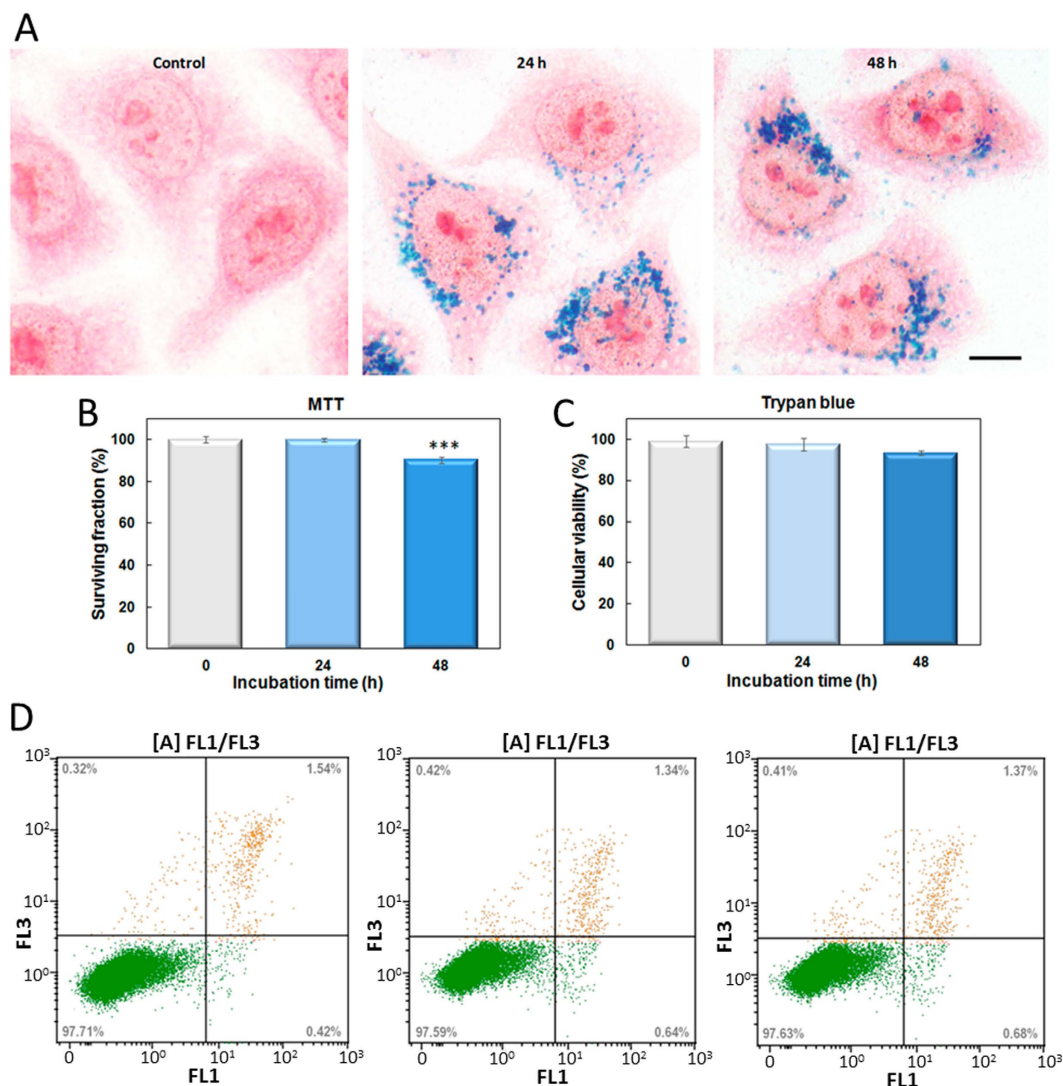 A
Control
24 h
48 h
B
MTT
Surviving fraction (%)
100
80
60
40
20
0
***
0
24
48
Incubation time (h)
C
Trypan blue
Cellular viability (%)
100
80
60
40
20
0
0
24
48
Incubation time (h)
D
[A] FL1/FL3
10³
10²
10¹
10⁰
FL3
0.32%
1.54%
97.71%
0.42%
0
10⁰
10¹
10²
10³
FL1
[A] FL1/FL3
10³
10²
10¹
10⁰
FL3
0.42%
1.34%
97.59%
0.64%
0
10⁰
10¹
10²
10³
FL1
[A] FL1/FL3
10³
10²
10¹
10⁰
FL3
0.41%
1.37%
97.63%
0.68%
0
10⁰
10¹
10²
10³
FL1